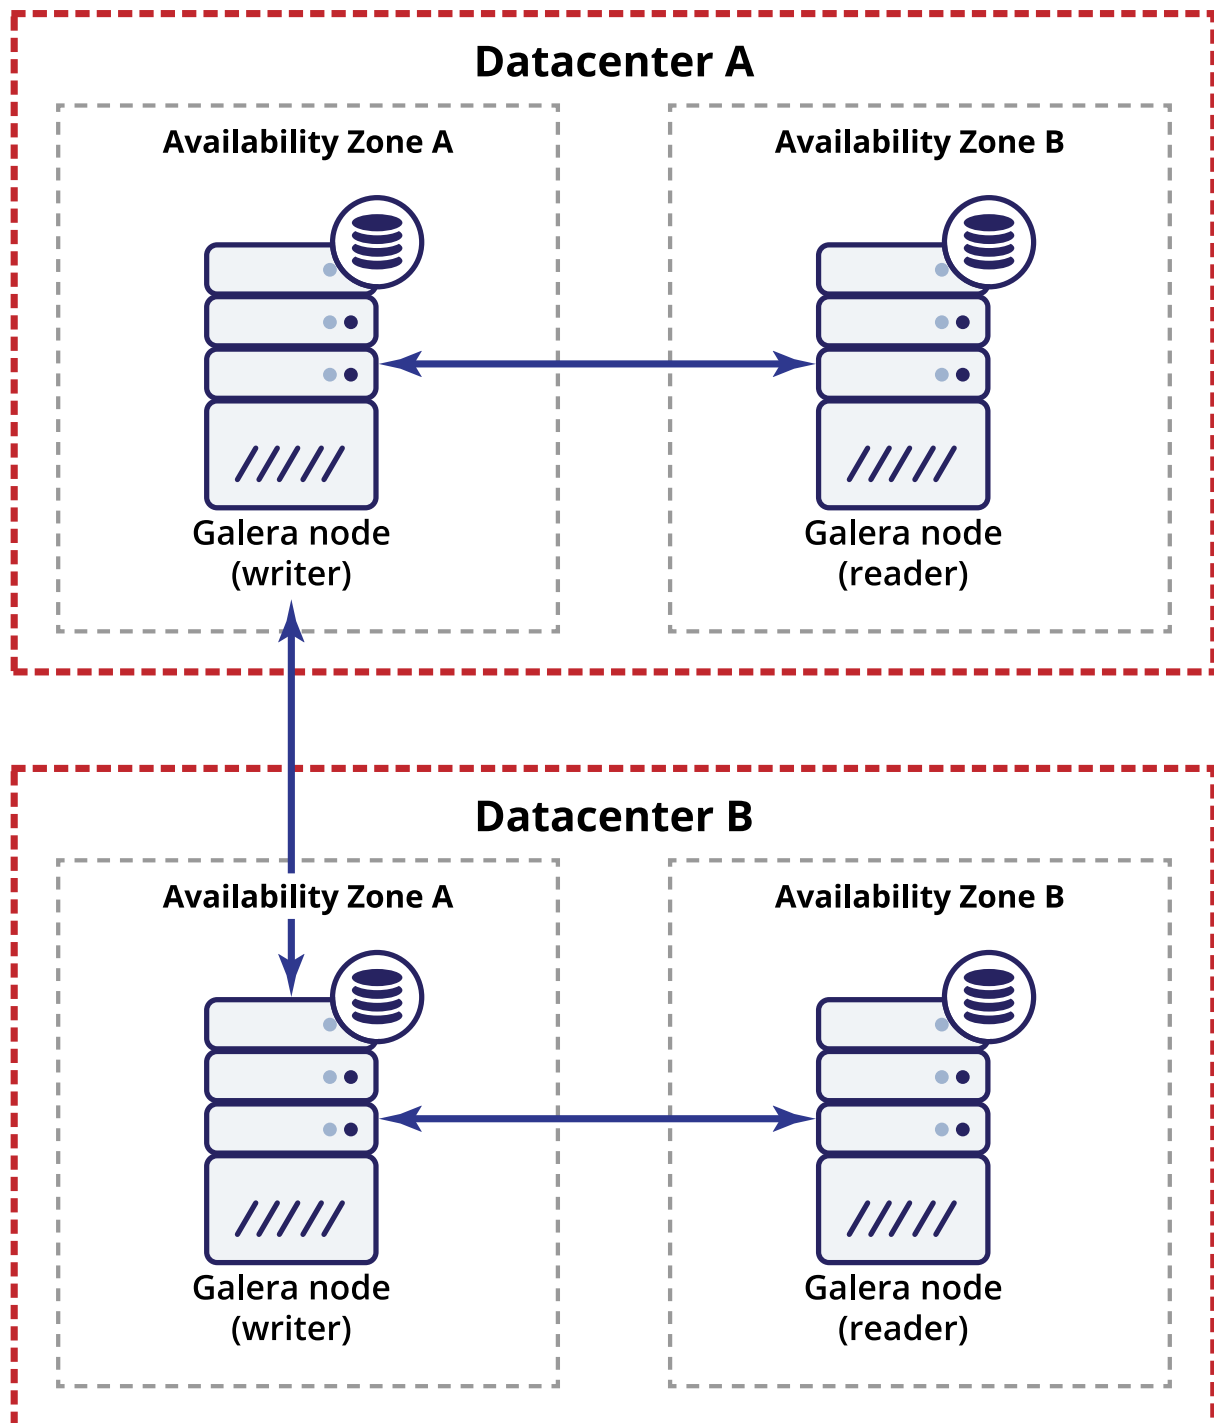 Datacenter A
Availability Zone A
Availability Zone B
Galera node
(writer)
Galera node
(reader)
Datacenter B
Availability Zone A
Availability Zone B
Galera node
(writer)
Galera node
(reader)